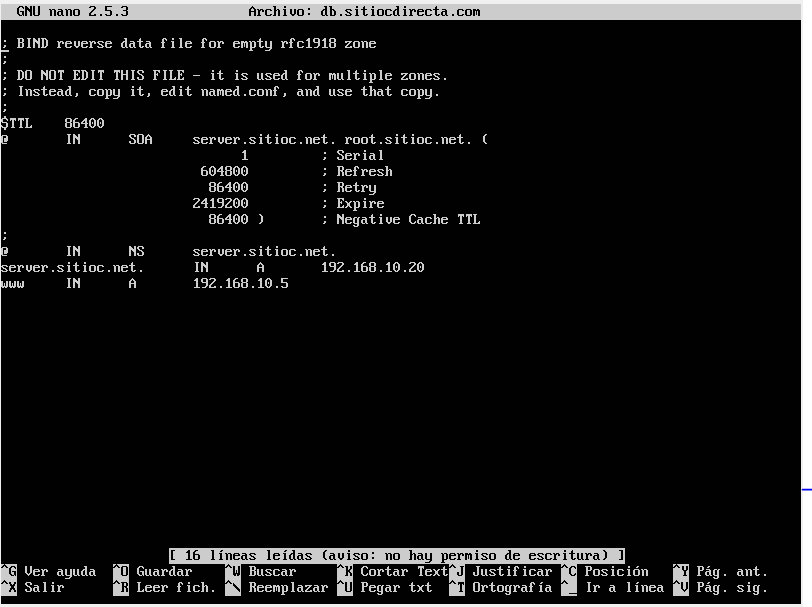 GNU nano 2.5.3 Archivo: db.sitiocdirecta.com
; BIND reverse data file for empty rfc1918 zone
;
; DO NOT EDIT THIS FILE - it is used for multiple zones.
; Instead, copy it, edit named.conf, and use that copy.
;
$TTL 86400
@ IN SOA server.sitioc.net. root.sitioc.net. (
1 ; Serial
604800 ; Refresh
86400 ; Retry
2419200 ; Expire
86400 ) ; Negative Cache TTL
;
@ IN NS server.sitioc.net.
server.sitioc.net. IN A 192.168.10.20
www IN A 192.168.10.5
[ 16 líneas leídas (aviso: no hay permiso de escritura) ]
^G Ver ayuda ^O Guardar ^W Buscar ^K Cortar Text ^J Justificar ^C Posición ^Y Pág. ant.
^X Salir ^R Leer fich. ^\ Reemplazar ^U Pegar txt ^T Ortografía ^_ Ir a línea ^V Pág. sig.